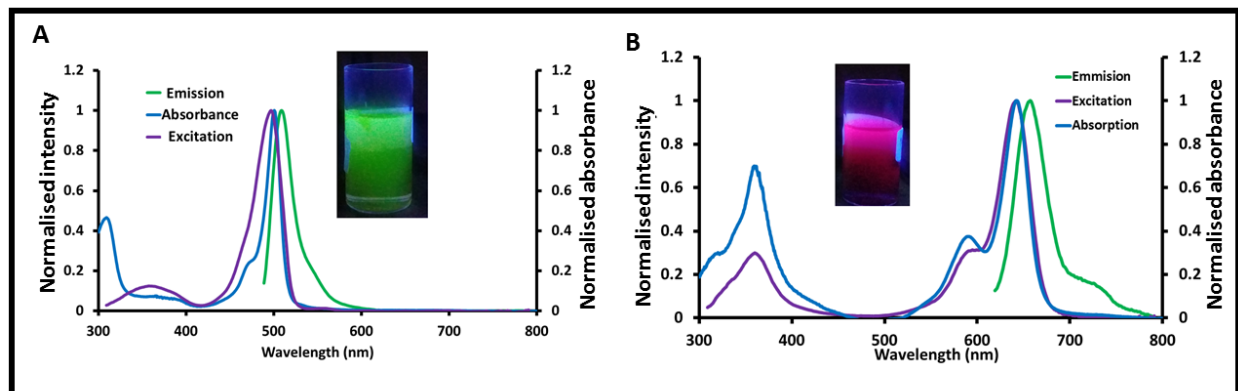 A
Normalised intensity
1.2
1
0.8
0.6
0.4
0.2
0
300
400
500
600
700
800
Wavelength (nm)
Emission
Absorbance
Excitation
1.2
1
0.8
0.6
0.4
0.2
0
Normalised absorbance
B
Normalised intensity
1.2
1
0.8
0.6
0.4
0.2
0
300
400
500
600
700
800
Wavelength (nm)
Emmision
Excitation
Absorption
1.2
1
0.8
0.6
0.4
0.2
0
Normalised absorbance